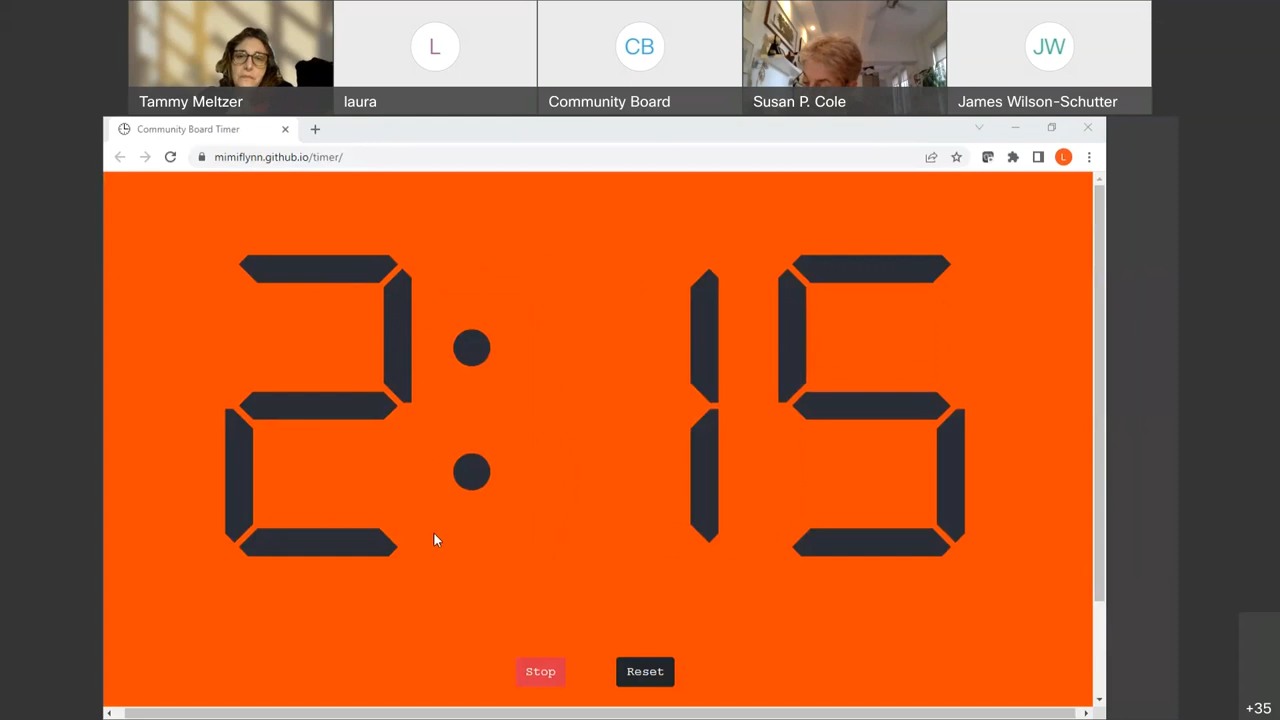 L
CB
JW
Tammy Meltzer
laura
Community Board
Susan P. Cole
James Wilson-Schutter
Community Board Timer
mimiflynn.github.io/timer/
L
2:15
Stop
Reset
+35